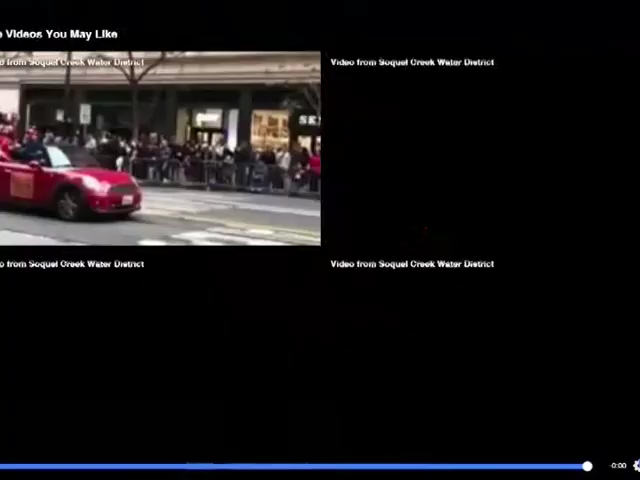 Videos You May Like
from Soquel Creek Water District
Video from Soquel Creek Water District
from Soquel Creek Water District
Video from Soquel Creek Water District
-0:00